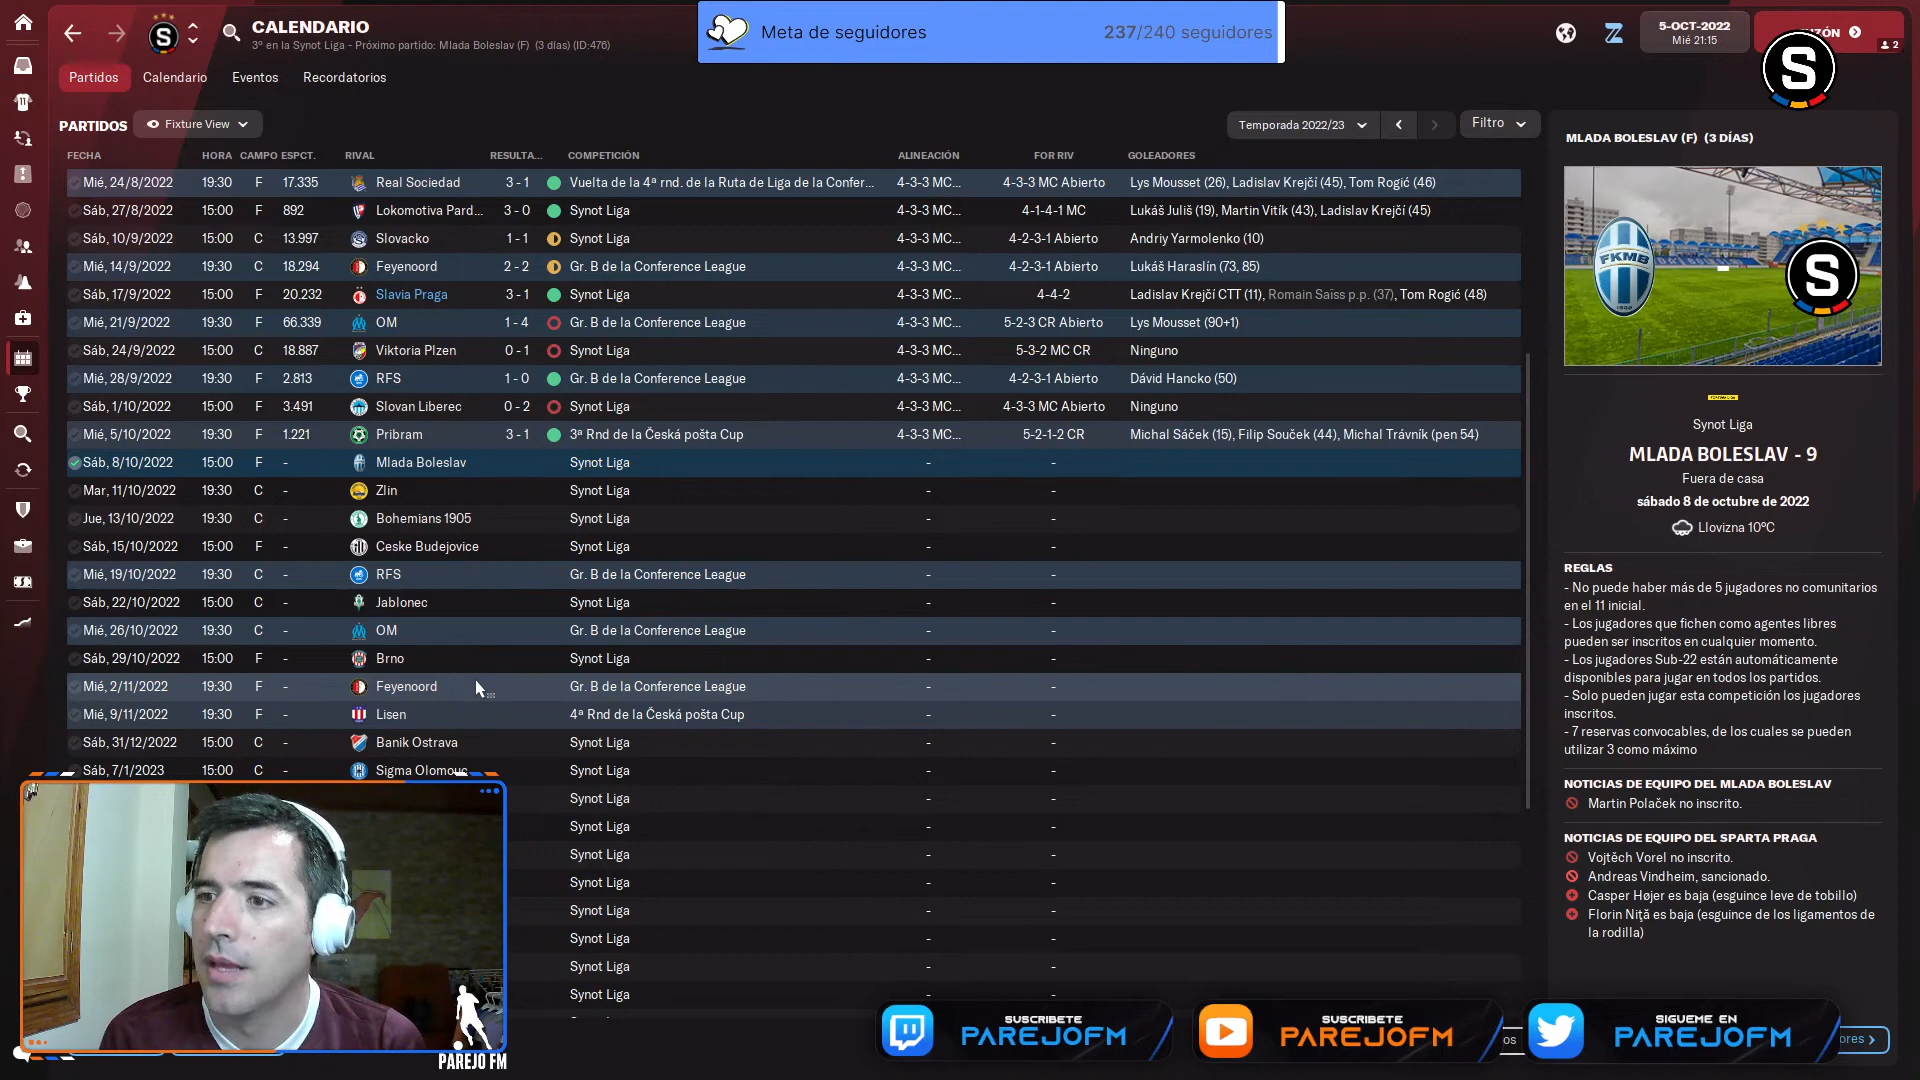 CALENDARIO
3º en la Synot Liga - Próximo partido: Mlada Boleslav (F) (3 días) (ID:476)
Meta de seguidores 237/240 seguidores
5-OCT-2022
Mié 21:15
2
Partidos Calendario Eventos Recordatorios
PARTIDOS Fixture View Temporada 2022/23 Filtro
FECHA HORA CAMPO ESPCT. RIVAL RESULTA... COMPETICIÓN ALINEACIÓN FOR RIV GOLEADORES
Mié, 24/8/2022 19:30 F 17.335 Real Sociedad 3 - 1 Vuelta de la 4ª rnd. de la Ruta de Liga de la Confer... 4-3-3 MC... 4-3-3 MC Abierto Lys Mousset (26), Ladislav Krejčí (45), Tom Rogić (46)
Sáb, 27/8/2022 15:00 F 892 Lokomotiva Pard... 3 - 0 Synot Liga 4-3-3 MC... 4-1-4-1 MC Lukáš Juliš (19), Martin Vitík (43), Ladislav Krejčí (45)
Sáb, 10/9/2022 15:00 C 13.997 Slovacko 1 - 1 Synot Liga 4-3-3 MC... 4-2-3-1 Abierto Andriy Yarmolenko (10)
Mié, 14/9/2022 19:30 C 18.294 Feyenoord 2 - 2 Gr. B de la Conference League 4-3-3 MC... 4-2-3-1 Abierto Lukáš Haraslín (73, 85)
Sáb, 17/9/2022 15:00 F 20.232 Slavia Praga 3 - 1 Synot Liga 4-3-3 MC... 4-4-2 Ladislav Krejčí CTT (11), Romain Saïss p.p. (37), Tom Rogić (48)
Mié, 21/9/2022 19:30 F 66.339 OM 1 - 4 Gr. B de la Conference League 4-3-3 MC... 5-2-3 CR Abierto Lys Mousset (90+1)
Sáb, 24/9/2022 15:00 C 18.887 Viktoria Plzen 0 - 1 Synot Liga 4-3-3 MC... 5-3-2 MC CR Ninguno
Mié, 28/9/2022 19:30 F 2.813 RFS 1 - 0 Gr. B de la Conference League 4-3-3 MC... 4-2-3-1 Abierto Dávid Hancko (50)
Sáb, 1/10/2022 15:00 F 3.491 Slovan Liberec 0 - 2 Synot Liga 4-3-3 MC... 4-3-3 MC Abierto Ninguno
Mié, 5/10/2022 19:30 F 1.221 Pribram 3 - 1 3ª Rnd de la Česká pošta Cup 4-3-3 MC... 5-2-1-2 CR Michal Sáček (15), Filip Souček (44), Michal Trávník (pen 54)
Sáb, 8/10/2022 15:00 F - Mlada Boleslav Synot Liga - -
Mar, 11/10/2022 19:30 C - Zlin Synot Liga - -
Jue, 13/10/2022 19:30 C - Bohemians 1905 Synot Liga - -
Sáb, 15/10/2022 15:00 F - Ceske Budejovice Synot Liga - -
Mié, 19/10/2022 19:30 C - RFS Gr. B de la Conference League - -
Sáb, 22/10/2022 15:00 C - Jablonec Synot Liga - -
Mié, 26/10/2022 19:30 C - OM Gr. B de la Conference League - -
Sáb, 29/10/2022 15:00 F - Brno Synot Liga - -
Mié, 2/11/2022 19:30 F - Feyenoord Gr. B de la Conference League - -
Mié, 9/11/2022 19:30 F - Lisen 4ª Rnd de la Česká pošta Cup - -
Sáb, 31/12/2022 15:00 C - Banik Ostrava Synot Liga - -
Sáb, 7/1/2023 15:00 C - Sigma Olomouc Synot Liga - -
Synot Liga - -
Synot Liga - -
Synot Liga - -
Synot Liga - -
Synot Liga - -
Synot Liga - -
Synot Liga - -
Synot Liga - -
MLADA BOLESLAV (F) (3 DÍAS)
FKMB
S
Synot Liga
MLADA BOLESLAV - 9
Fuera de casa
sábado 8 de octubre de 2022
Llovizna 10ºC
REGLAS
- No puede haber más de 5 jugadores no comunitarios
en el 11 inicial.
- Los jugadores que fichen como agentes libres
pueden ser inscritos en cualquier momento.
- Los jugadores Sub-22 están automáticamente
disponibles para jugar en todos los partidos.
- Solo pueden jugar esta competición los jugadores
inscritos.
- 7 reservas convocables, de los cuales se pueden
utilizar 3 como máximo
NOTICIAS DE EQUIPO DEL MLADA BOLESLAV
Martin Polaček no inscrito.
NOTICIAS DE EQUIPO DEL SPARTA PRAGA
Vojtěch Vorel no inscrito.
Andreas Vindheim, sancionado.
Casper Højer es baja (esguince leve de tobillo)
Florin Niță es baja (esguince de los ligamentos de
la rodilla)
PAREJO FM
SUSCRIBETE
PAREJOFM
SUSCRIBETE
PAREJOFM
SIGUEME EN
PAREJOFM